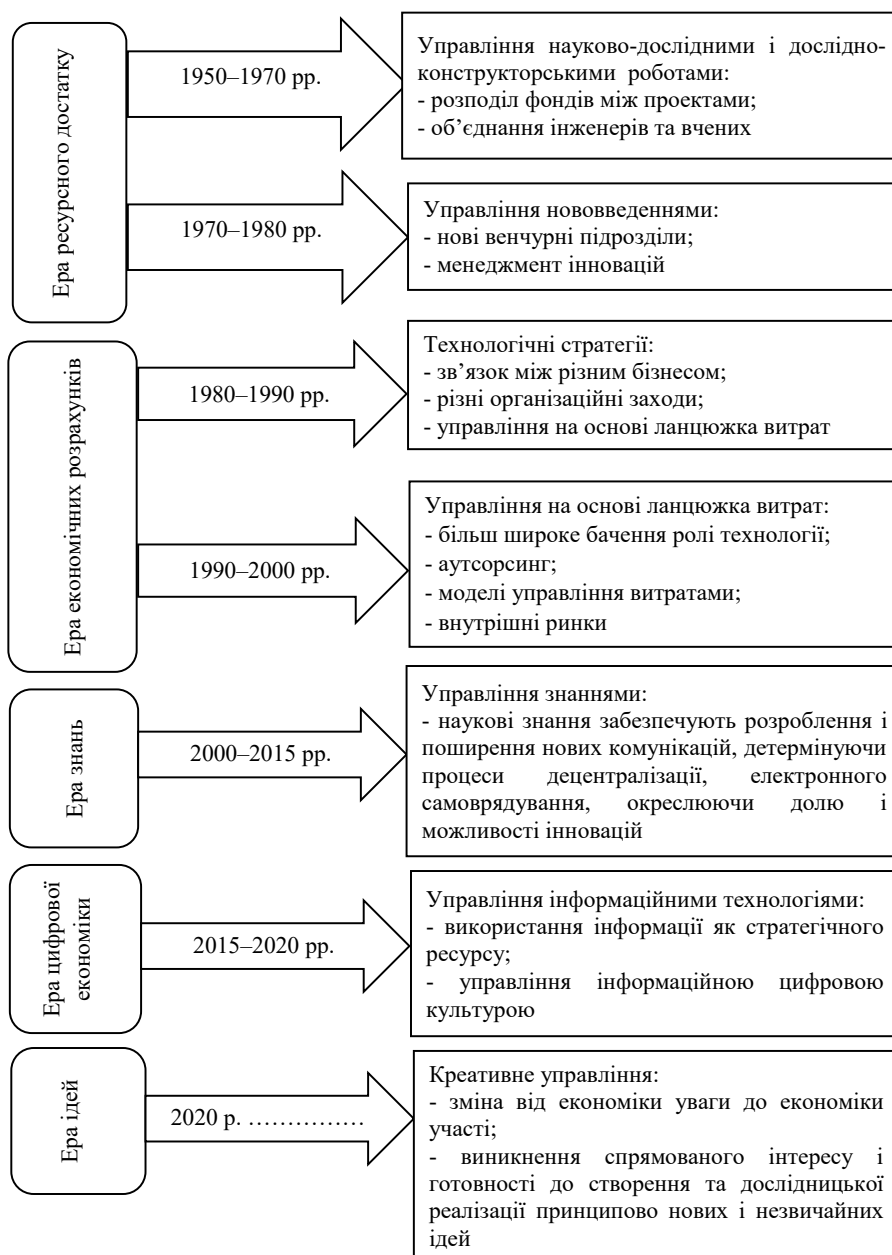 Ера ресурсного достатку
1950–1970 рр.
Управління науково-дослідними і дослідно-
конструкторськими роботами:
- розподіл фондів між проектами;
- об’єднання інженерів та вчених
1970–1980 рр.
Управління нововведеннями:
- нові венчурні підрозділи;
- менеджмент інновацій
Ера економічних розрахунків
1980–1990 рр.
Технологічні стратегії:
- зв’язок між різним бізнесом;
- різні організаційні заходи;
- управління на основі ланцюжка витрат
1990–2000 рр.
Управління на основі ланцюжка витрат:
- більш широке бачення ролі технології;
- аутсорсинг;
- моделі управління витратами;
- внутрішні ринки
Ера знань
2000–2015 рр.
Управління знаннями:
- наукові знання забезпечують розроблення і
поширення нових комунікацій, детермінуючи
процеси децентралізації, електронного
самоврядування, окреслюючи долю і
можливості інновацій
Ера цифрової
економіки
2015–2020 рр.
Управління інформаційними технологіями:
- використання інформації як стратегічного
ресурсу;
- управління інформаційною цифровою
культурою
Ера ідей
2020 р. ……………
Креативне управління:
- зміна від економіки уваги до економіки
участі;
- виникнення спрямованого інтересу і
готовності до створення та дослідницької
реалізації принципово нових і незвичайних
ідей